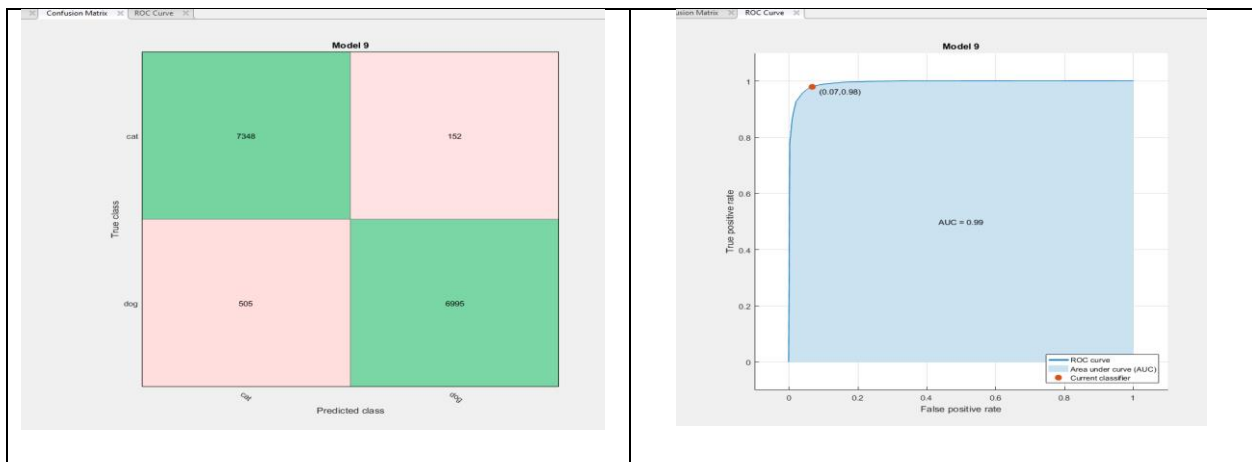 Confusion Matrix
ROC Curve
Model 9
cat
7348
152
True class
dog
505
6995
cat
dog
Predicted class
usion Matrix
ROC Curve
Model 9
1
(0.07,0.98)
0.8
0.6
True positive rate
AUC = 0.99
0.4
0.2
ROC curve
Area under curve (AUC)
Current classifier
0
0
0.2
0.4
0.6
0.8
1
False positive rate